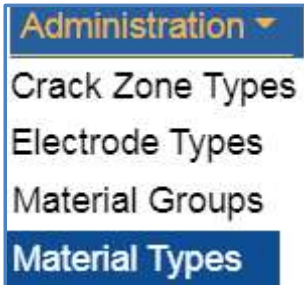 Administration
Crack Zone Types
Electrode Types
Material Groups
Material Types